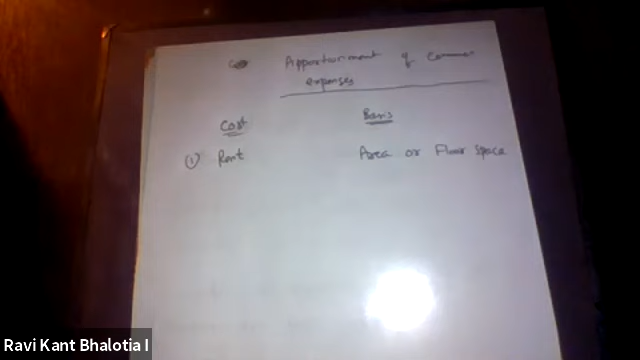 Apportionment of common
expenses
Cost Basis
① Rent Area or Floor Space
Ravi Kant Bhalotia I